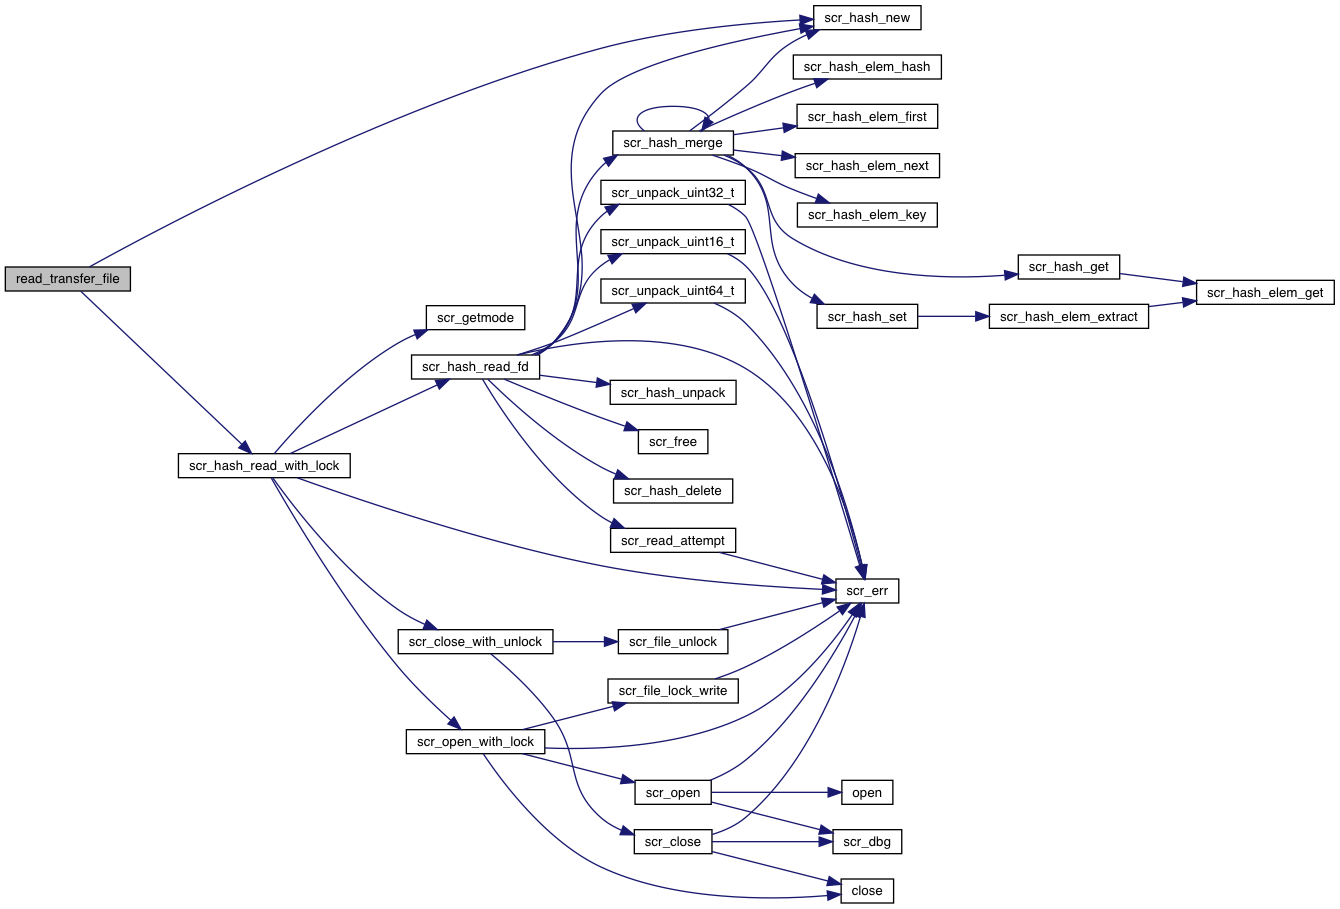 scr_hash_new
scr_hash_elem_hash
scr_hash_elem_first
scr_hash_merge
scr_hash_elem_next
scr_unpack_uint32_t
scr_hash_elem_key
scr_unpack_uint16_t
scr_hash_get
read_transfer_file
scr_unpack_uint64_t
scr_hash_elem_get
scr_getmode
scr_hash_set
scr_hash_elem_extract
scr_hash_read_fd
scr_hash_unpack
scr_free
scr_hash_read_with_lock
scr_hash_delete
scr_read_attempt
scr_err
scr_close_with_unlock
scr_file_unlock
scr_file_lock_write
scr_open_with_lock
scr_open
open
scr_close
scr_dbg
close